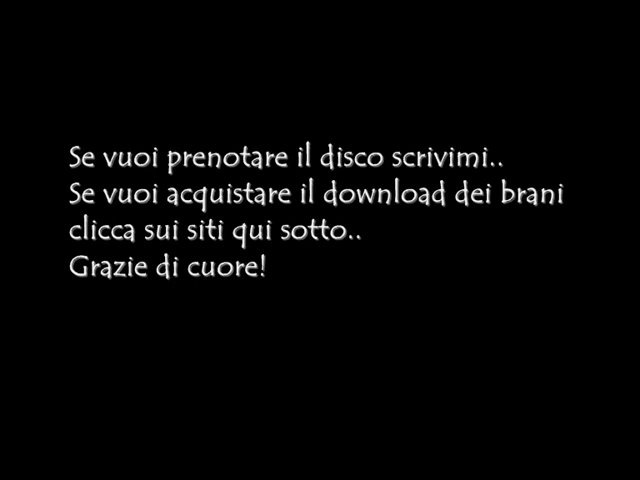 Se vuoi prenotare il disco scrivimi..
Se vuoi acquistare il download dei brani
clicca sui siti qui sotto..
Grazie di cuore!